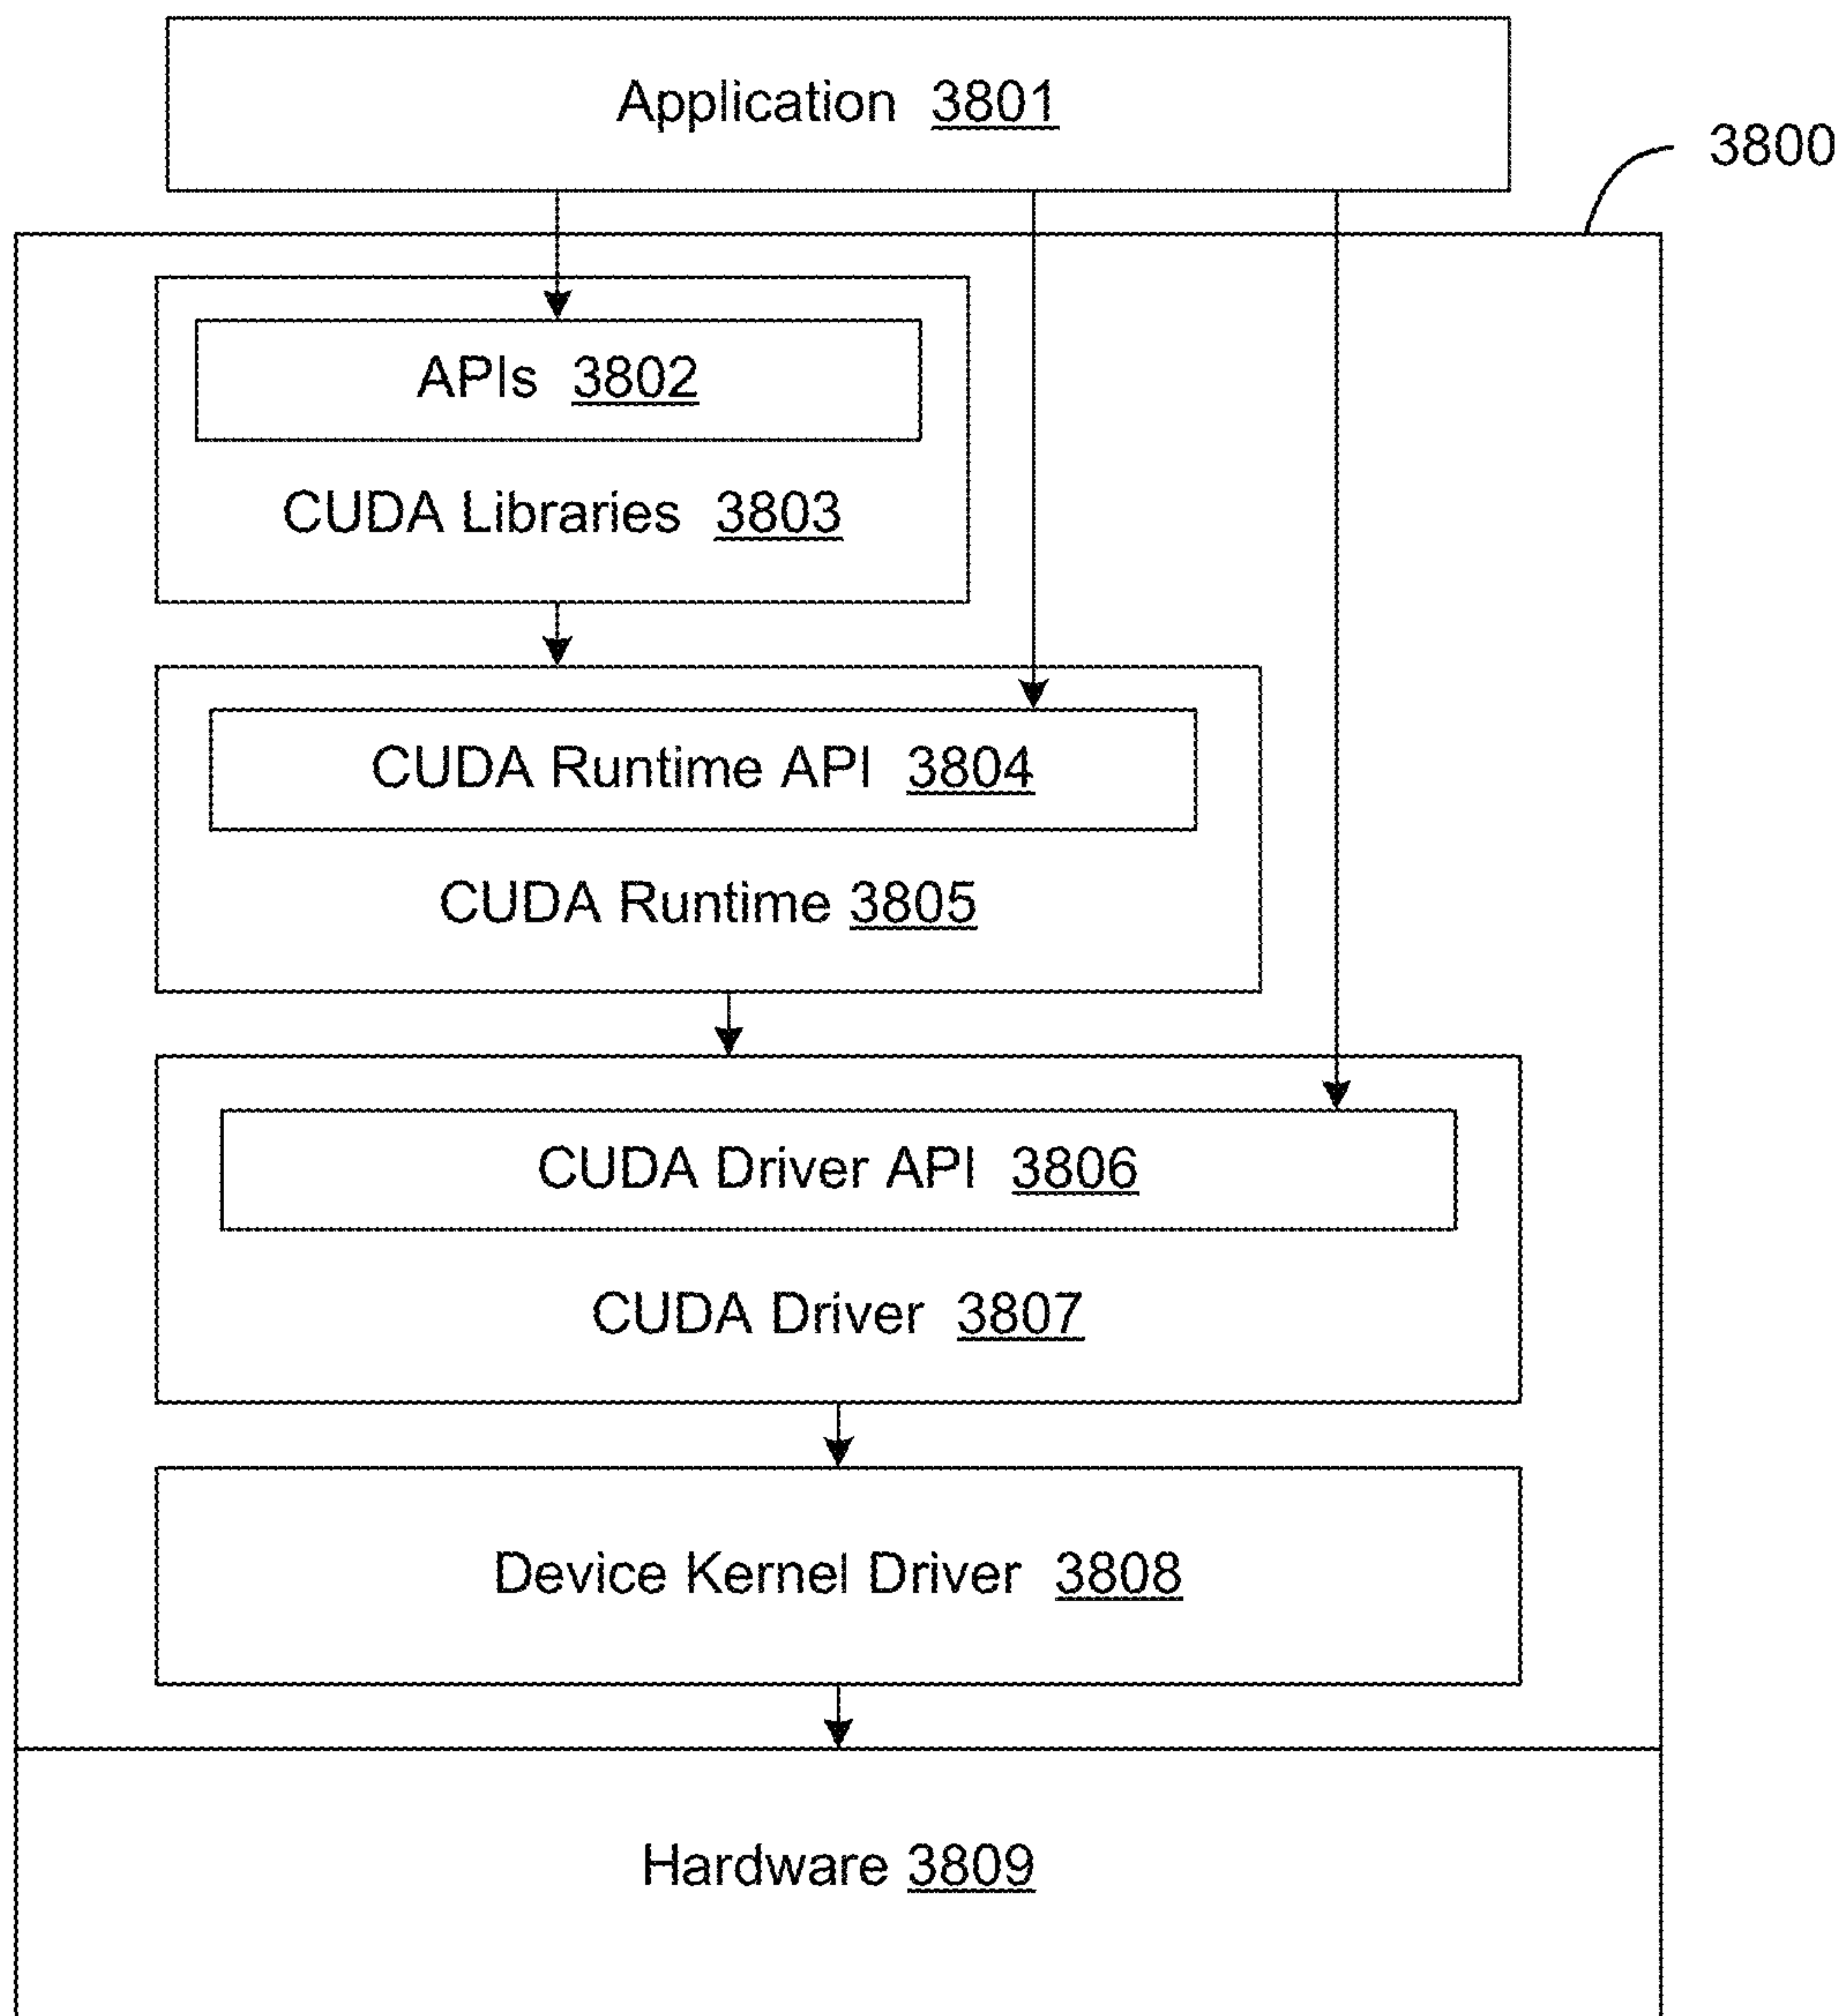 Application 3801
3800
APIs 3802
CUDA Libraries 3803
CUDA Runtime API 3804
CUDA Runtime 3805
CUDA Driver API 3806
CUDA Driver 3807
Device Kernel Driver 3808
Hardware 3809